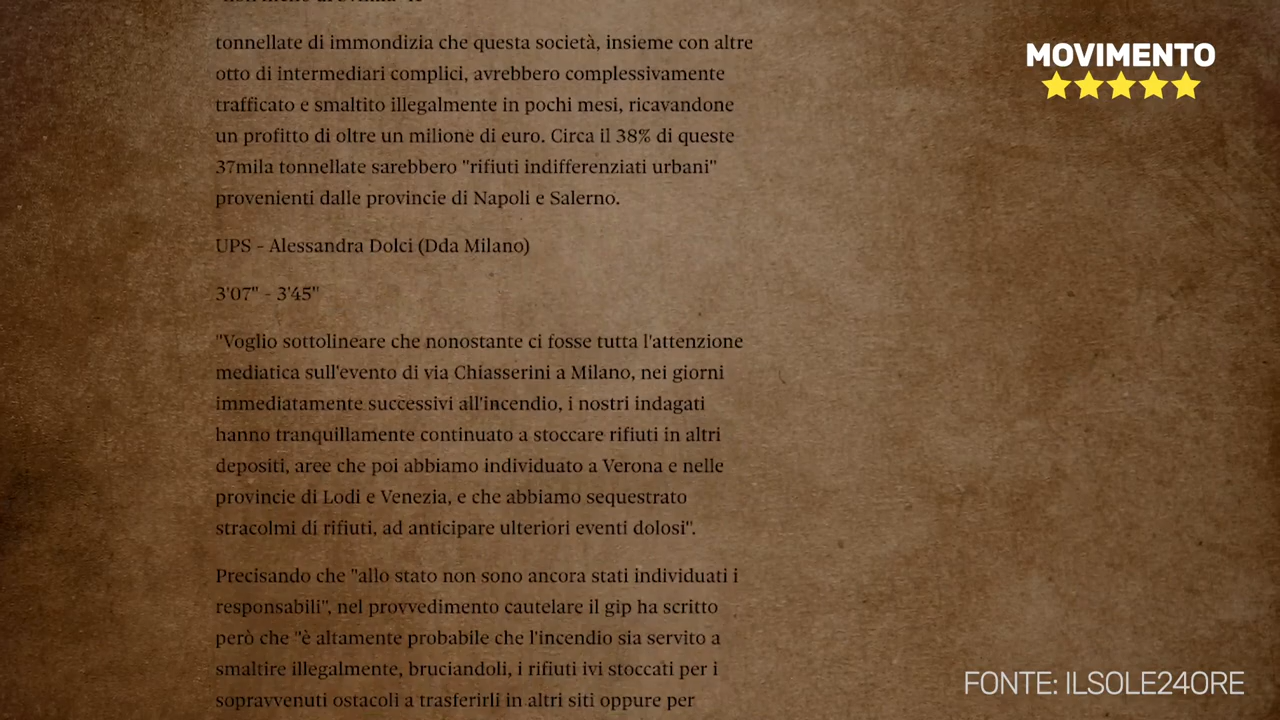 tonnellate di immondizia che questa società, insieme con altre
otto di intermediari complici, avrebbero complessivamente
trafficato e smaltito illegalmente in pochi mesi, ricavandone
un profitto di oltre un milione di euro. Circa il 38% di queste
37mila tonnellate sarebbero "rifiuti indifferenziati urbani"
provenienti dalle provincie di Napoli e Salerno.
UPS - Alessandra Dolci (Dda Milano)
3'07" - 3'45"
"Voglio sottolineare che nonostante ci fosse tutta l'attenzione
mediatica sull'evento di via Chiasserini a Milano, nei giorni
immediatamente successivi all'incendio, i nostri indagati
hanno tranquillamente continuato a stoccare rifiuti in altri
depositi, aree che poi abbiamo individuato a Verona e nelle
provincie di Lodi e Venezia, e che abbiamo sequestrato
stracolmi di rifiuti, ad anticipare ulteriori eventi dolosi".
Precisando che "allo stato non sono ancora stati individuati i
responsabili", nel provvedimento cautelare il gip ha scritto
però che "è altamente probabile che l'incendio sia servito a
smaltire illegalmente, bruciandoli, i rifiuti ivi stoccati per i
sopravvenuti ostacoli a trasferirli in altri siti oppure per
MOVIMENTO
FONTE: ILSOLE24ORE